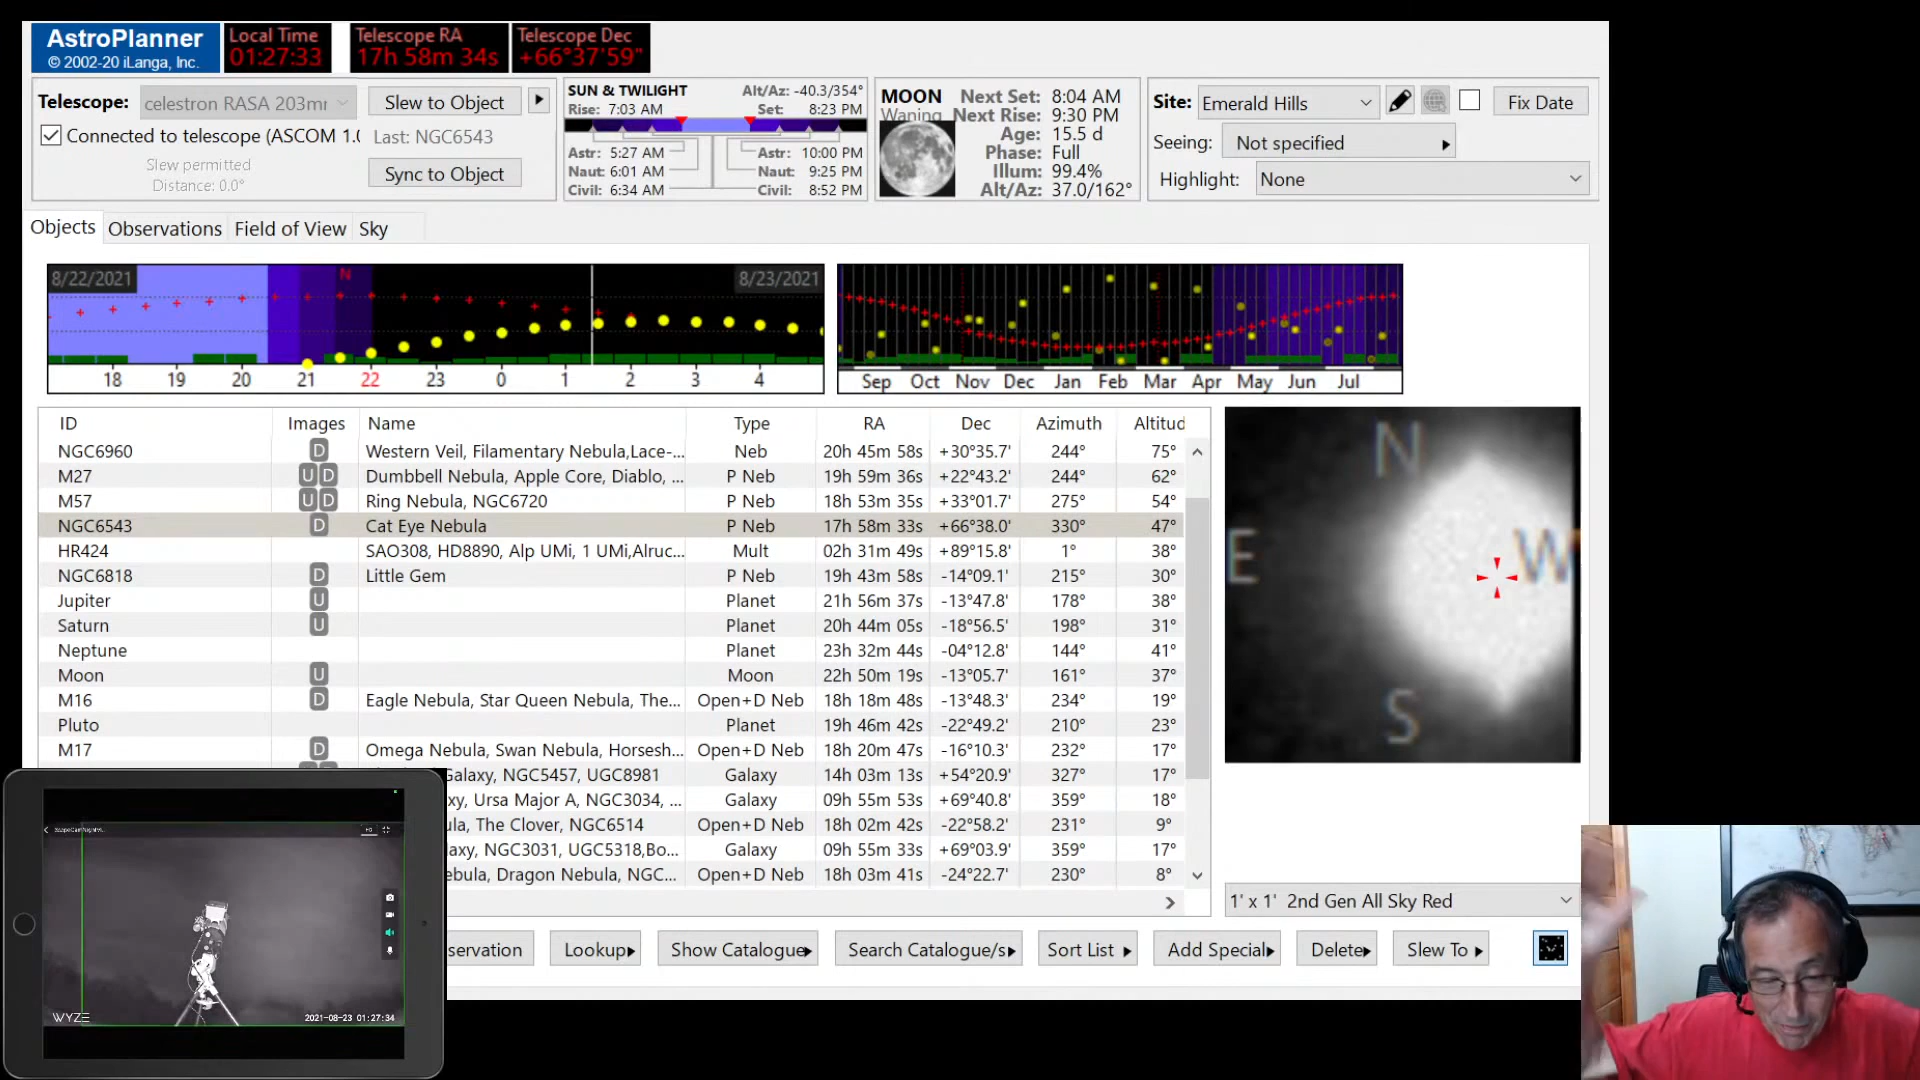 AstroPlanner
© 2002-20 iLanga, Inc.
Local Time
01:27:33
Telescope RA
17h 58m 34s
Telescope Dec
+66°37'59"
Telescope:
celestron RASA 203mr
Slew to Object
Connected to telescope (ASCOM 1.0
Last: NGC6543
Slew permitted
Distance: 0.0°
Sync to Object
SUN & TWILIGHT
Alt/Az: -40.3/354°
Rise: 7:03 AM
Set: 8:23 PM
Astr: 5:27 AM
Astr: 10:00 PM
Naut: 6:01 AM
Naut: 9:25 PM
Civil: 6:34 AM
Civil: 8:52 PM
MOON
Waning
Next Set: 8:04 AM
Next Rise: 9:30 PM
Age: 15.5 d
Phase: Full
Illum: 99.4%
Alt/Az: 37.0/162°
Site:
Emerald Hills
Fix Date
Seeing:
Not specified
Highlight:
None
Objects
Observations
Field of View
Sky
8/22/2021
N
8/23/2021
18 19 20 21 22 23 0 1 2 3 4
Sep Oct Nov Dec Jan Feb Mar Apr May Jun Jul
ID Images Name Type RA Dec Azimuth Altitud
NGC6960 D Western Veil, Filamentary Nebula,Lace-... Neb 20h 45m 58s +30°35.7' 244° 75°
M27 U D Dumbbell Nebula, Apple Core, Diablo, ... P Neb 19h 59m 36s +22°43.2' 244° 62°
M57 U D Ring Nebula, NGC6720 P Neb 18h 53m 35s +33°01.7' 275° 54°
NGC6543 D Cat Eye Nebula P Neb 17h 58m 33s +66°38.0' 330° 47°
HR424 SAO308, HD8890, Alp UMi, 1 UMi,Alruc... Mult 02h 31m 49s +89°15.8' 1° 38°
NGC6818 D Little Gem P Neb 19h 43m 58s -14°09.1' 215° 30°
Jupiter U Planet 21h 56m 37s -13°47.8' 178° 38°
Saturn U Planet 20h 44m 05s -18°56.5' 198° 31°
Neptune Planet 23h 32m 44s -04°12.8' 144° 41°
Moon U Moon 22h 50m 19s -13°05.7' 161° 37°
M16 D Eagle Nebula, Star Queen Nebula, The... Open+D Neb 18h 18m 48s -13°48.3' 234° 19°
Pluto Planet 19h 46m 42s -22°49.2' 210° 23°
M17 D Omega Nebula, Swan Nebula, Horsesh... Open+D Neb 18h 20m 47s -16°10.3' 232° 17°
Galaxy, NGC5457, UGC8981 Galaxy 14h 03m 13s +54°20.9' 327° 17°
xy, Ursa Major A, NGC3034, ... Galaxy 09h 55m 53s +69°40.8' 359° 18°
ula, The Clover, NGC6514 Open+D Neb 18h 02m 42s -22°58.2' 231° 9°
axy, NGC3031, UGC5318,Bo... Galaxy 09h 55m 33s +69°03.9' 359° 17°
ebula, Dragon Nebula, NGC... Open+D Neb 18h 03m 41s -24°22.7' 230° 8°
N
E
W
S
1' x 1' 2nd Gen All Sky Red
servation
Lookup
Show Catalogue
Search Catalogue/s
Sort List
Add Special
Delete
Slew To
WYZE
2021-08-23 01:27:34